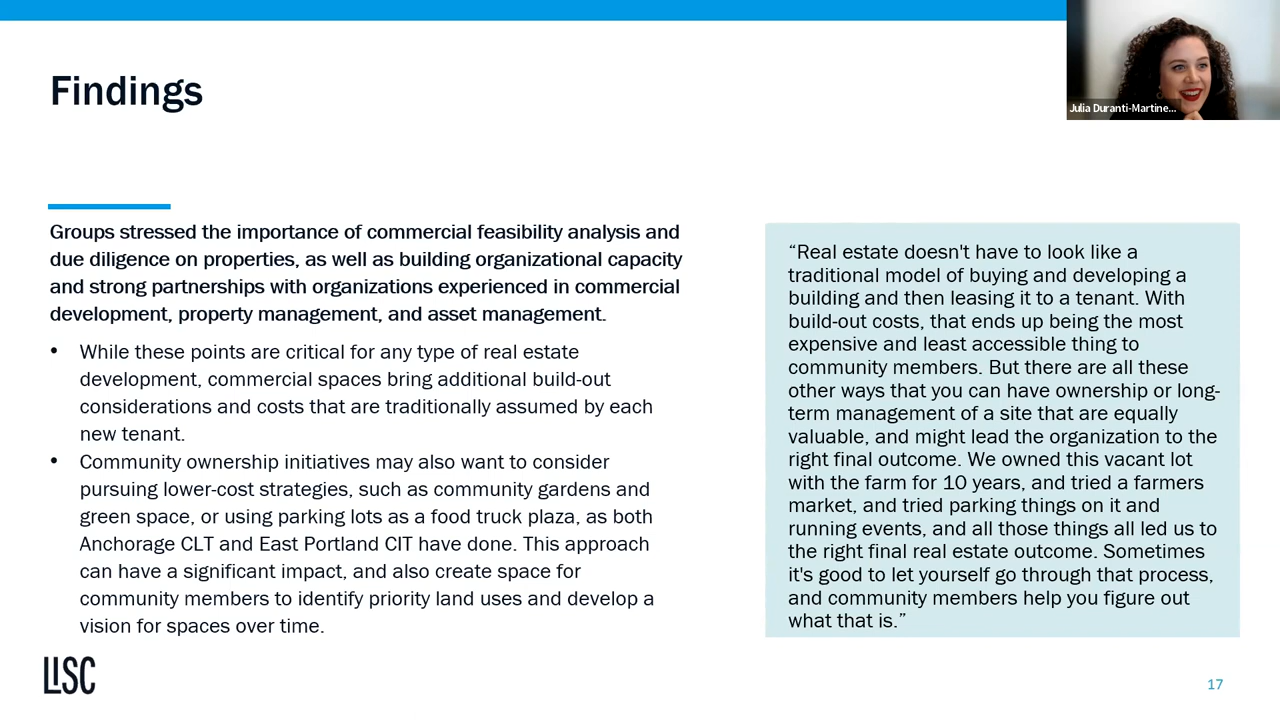 Findings
Julia Duranti-Martine...
Groups stressed the importance of commercial feasibility analysis and
due diligence on properties, as well as building organizational capacity
and strong partnerships with organizations experienced in commercial
development, property management, and asset management.
• While these points are critical for any type of real estate
development, commercial spaces bring additional build-out
considerations and costs that are traditionally assumed by each
new tenant.
• Community ownership initiatives may also want to consider
pursuing lower-cost strategies, such as community gardens and
green space, or using parking lots as a food truck plaza, as both
Anchorage CLT and East Portland CIT have done. This approach
can have a significant impact, and also create space for
community members to identify priority land uses and develop a
vision for spaces over time.
“Real estate doesn't have to look like a
traditional model of buying and developing a
building and then leasing it to a tenant. With
build-out costs, that ends up being the most
expensive and least accessible thing to
community members. But there are all these
other ways that you can have ownership or long-
term management of a site that are equally
valuable, and might lead the organization to the
right final outcome. We owned this vacant lot
with the farm for 10 years, and tried a farmers
market, and tried parking things on it and
running events, and all those things all led us to
the right final real estate outcome. Sometimes
it's good to let yourself go through that process,
and community members help you figure out
what that is.”
LISC
17